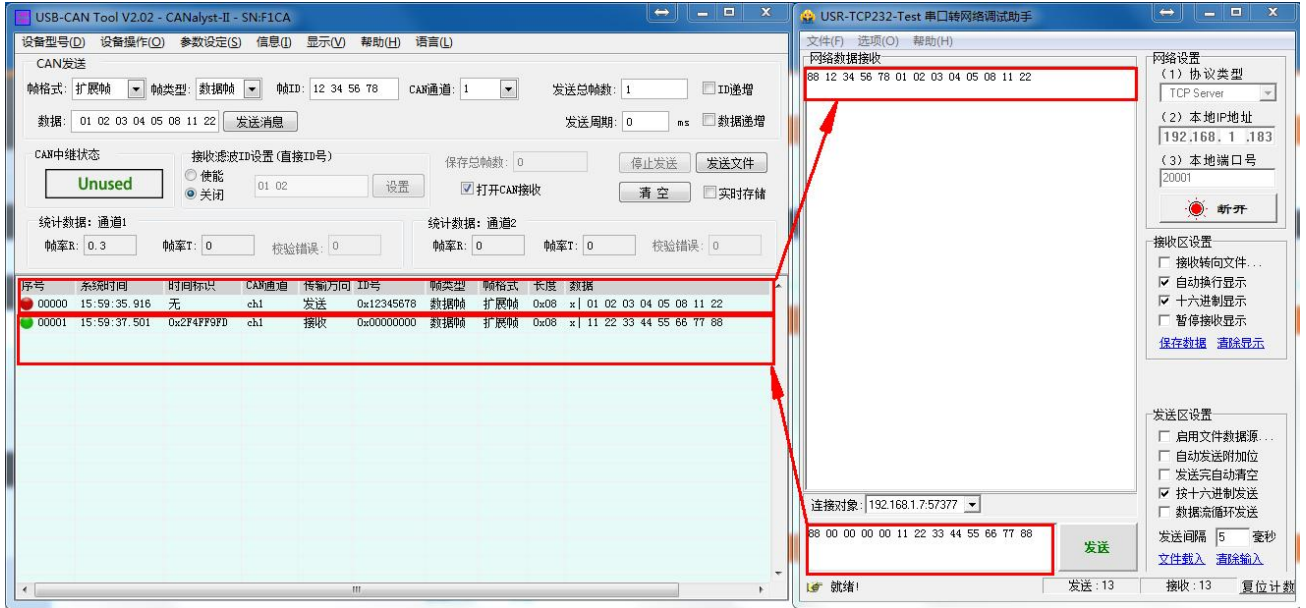 USB-CAN Tool V2.02 - CANalyst-II - SN:F1CA
设备型号(D) 设备操作(O) 参数设定(S) 信息(I) 显示(V) 帮助(H) 语言(L)
CAN发送
帧格式: 扩展帧 帧类型: 数据帧 帧ID: 12 34 56 78 CAN通道: 1 发送总帧数: 1 ID递增
数据: 01 02 03 04 05 08 11 22 发送消息 发送周期: 0 ms 数据递增
CAN中继状态 接收滤波ID设置(直接ID号)
Unused 使能 关闭 01 02 设置
保存总帧数: 0 停止发送 发送文件
打开CAN接收 清 空 实时存储
统计数据: 通道1
帧率R: 0.3 帧率T: 0 校验错误: 0
统计数据: 通道2
帧率R: 0 帧率T: 0 校验错误: 0
序号 系统时间 时间标识 CAN通道 传输方向 ID号 帧类型 帧格式 长度 数据
00000 15:59:35.916 无 ch1 发送 0x12345678 数据帧 扩展帧 0x08 x| 01 02 03 04 05 08 11 22
00001 15:59:37.501 0x2F4FF9FD ch1 接收 0x00000000 数据帧 扩展帧 0x08 x| 11 22 33 44 55 66 77 88
USR-TCP232-Test 串口转网络调试助手
文件(F) 选项(O) 帮助(H)
网络数据接收
88 12 34 56 78 01 02 03 04 05 08 11 22
连接对象: 192.168.1.7:57377
88 00 00 00 00 11 22 33 44 55 66 77 88
发送
网络设置
(1) 协议类型
TCP Server
(2) 本地IP地址
192.168. 1 .183
(3) 本地端口号
20001
断开
接收区设置
接收转向文件...
自动换行显示
十六进制显示
暂停接收显示
保存数据 清除显示
发送区设置
启用文件数据源...
自动发送附加位
发送完自动清空
按十六进制发送
数据流循环发送
发送间隔 5 毫秒
文件载入 清除输入
就绪! 发送:13 接收:13 复位计数